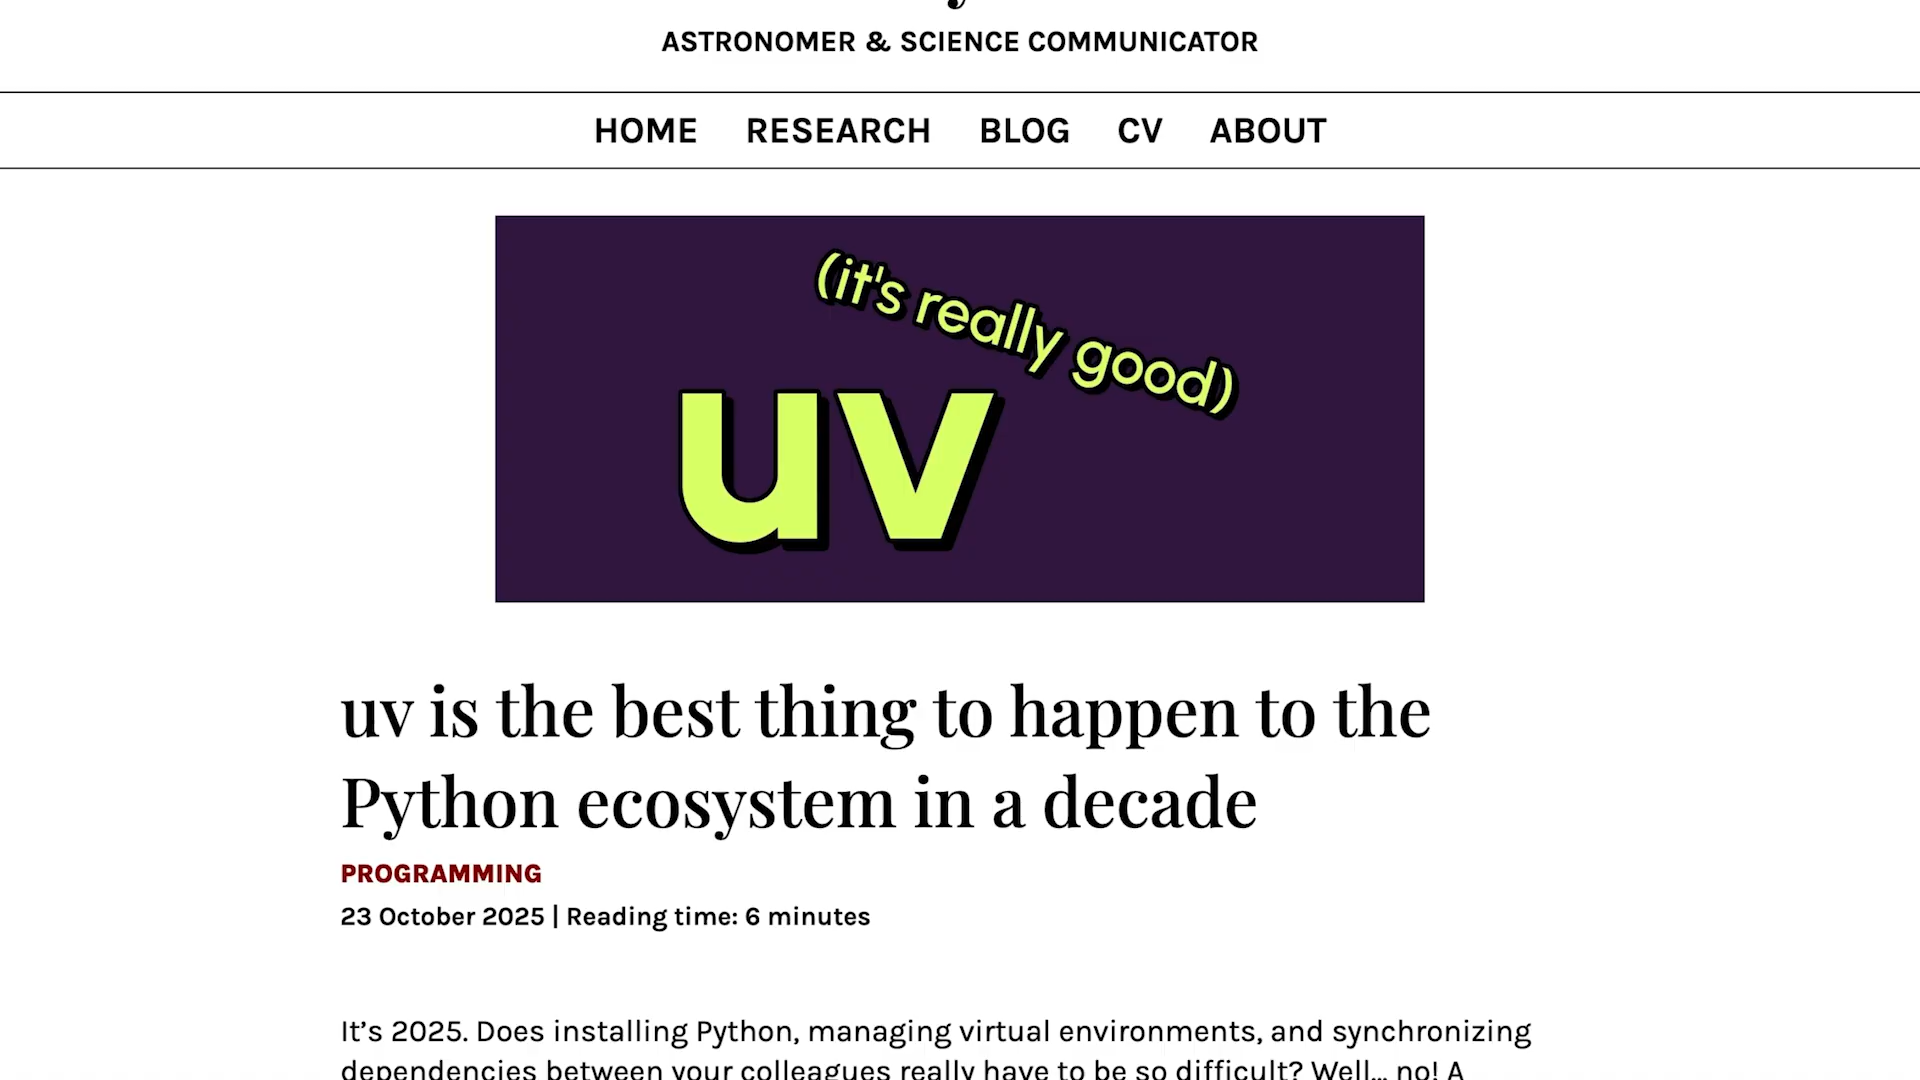 ASTRONOMER & SCIENCE COMMUNICATOR
HOME RESEARCH BLOG CV ABOUT
(it's really good)
uv
uv is the best thing to happen to the
Python ecosystem in a decade
PROGRAMMING
23 October 2025 | Reading time: 6 minutes
It’s 2025. Does installing Python, managing virtual environments, and synchronizing
dependencies between your colleagues really have to be so difficult? Well… no! A